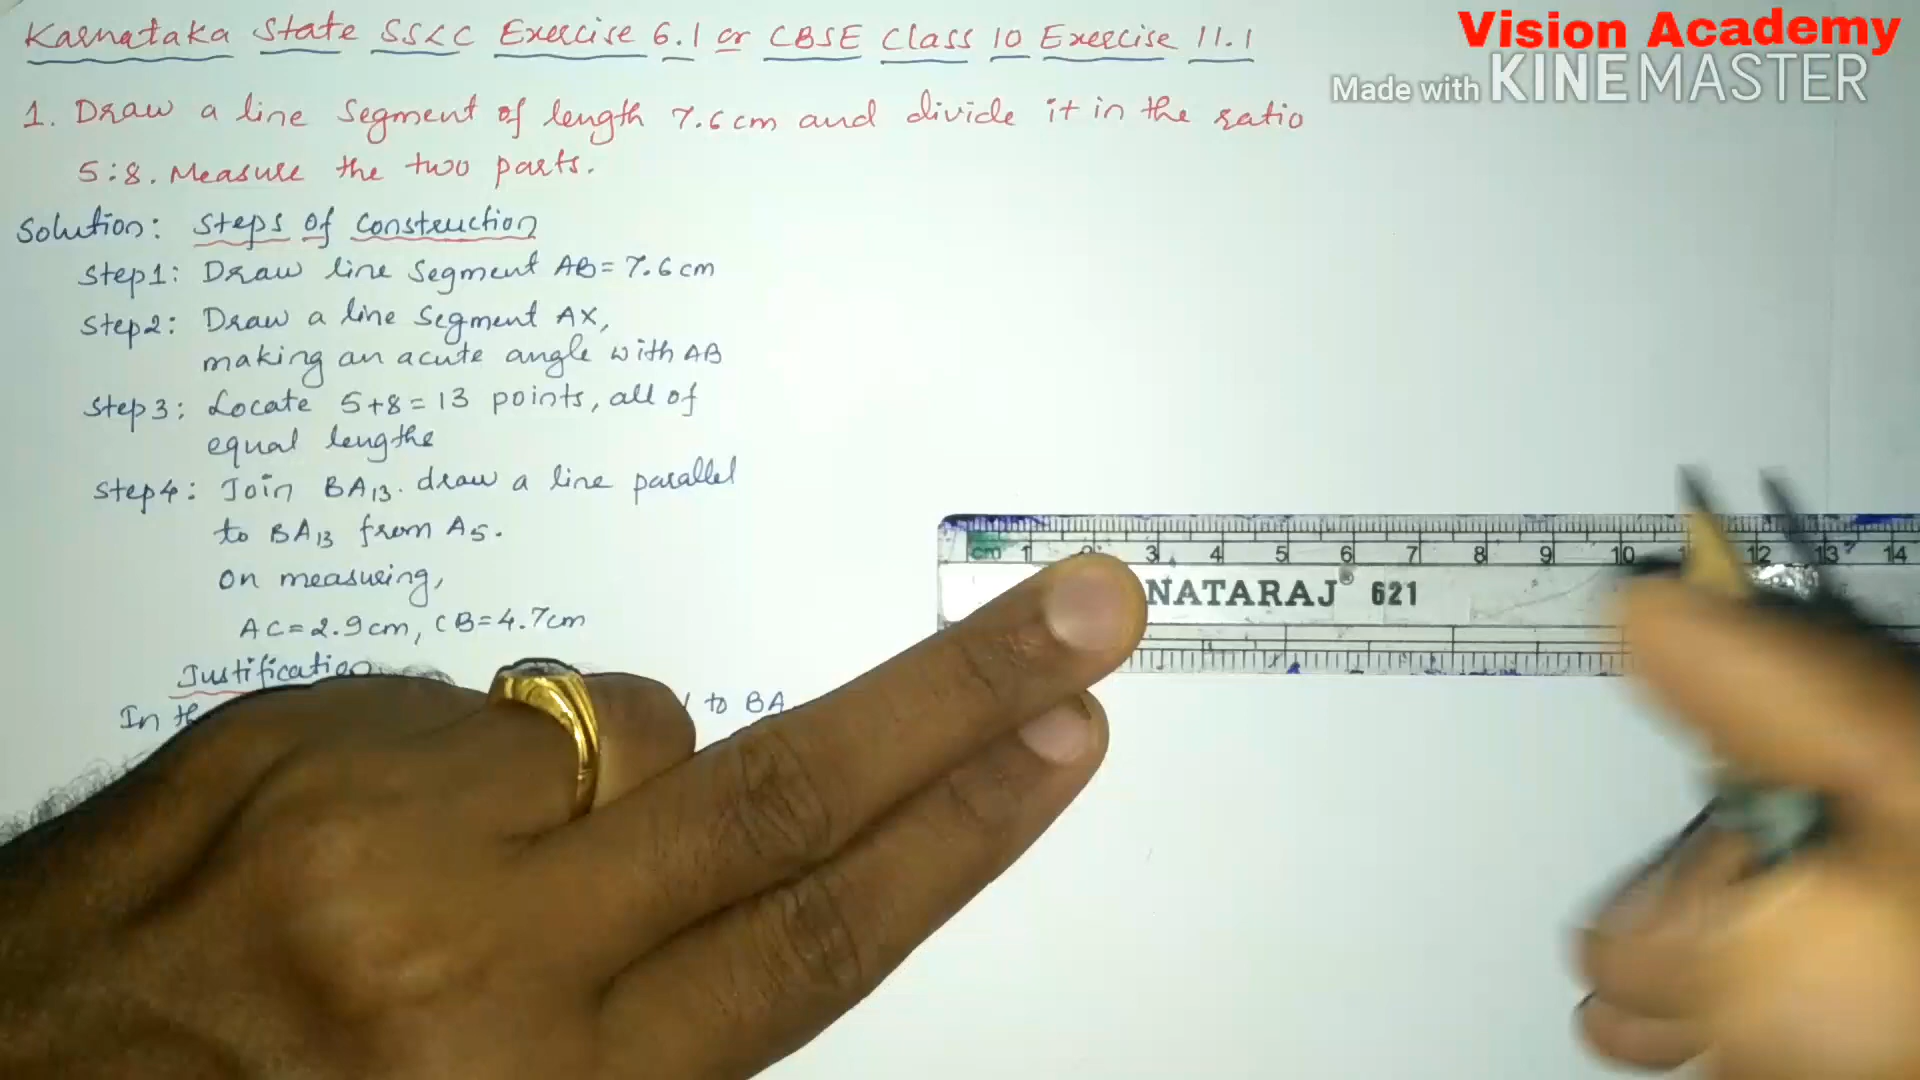 Karnataka State SSLC Exercise 6.1 or CBSE Class 10 Exercise 11.1
Vision Academy
Made with KINEMASTER
1. Draw a line segment of length 7.6 cm and divide it in the ratio
5:8. Measure the two parts.
Solution: Steps of Construction
Step1: Draw line segment AB= 7.6 cm
Step2: Draw a line segment AX,
making an acute angle with AB
Step3: Locate 5+8=13 points, all of
equal lengthe
Step4: Join BA13. draw a line parallel
to BA13 from A5.
on measuring,
AC=2.9cm, CB=4.7cm
Justification
In to BA
cm 1 2 3 4 5 6 7 8 9 10 11 12 13 14
NATARAJ® 621